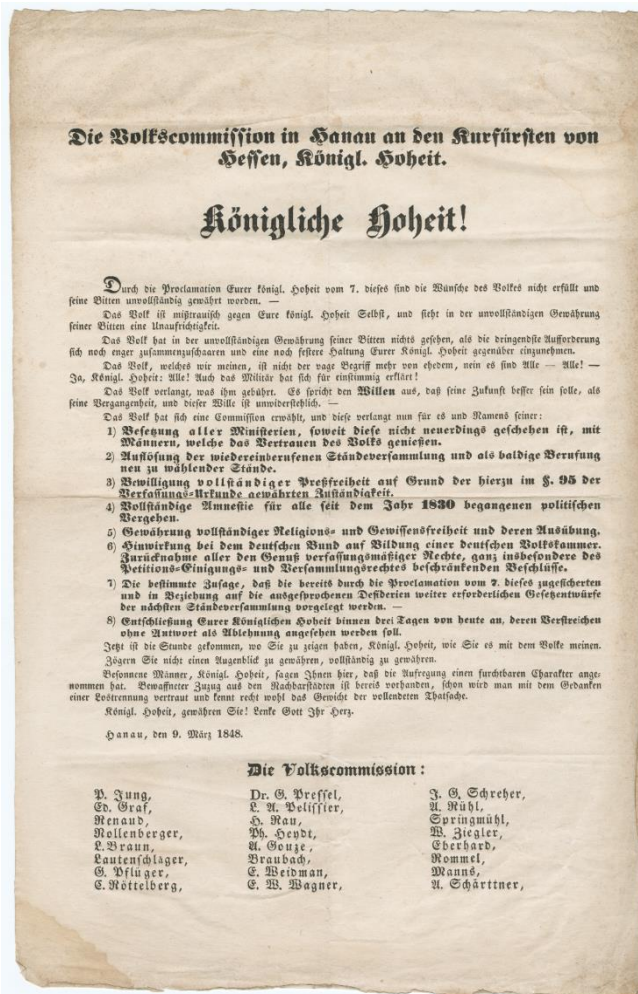 Die Volkscommission in Hanau an den Kurfürsten von
Hessen, Königl. Hoheit.
Königliche Hoheit!
Durch die Proclamation Eurer königl. Hoheit vom 7. dieses sind die Wünsche des Volkes nicht erfüllt und
seine Bitten unvollständig gewährt worden. —
Das Volk ist mißtrauisch gegen Eure königl. Hoheit Selbst, und sieht in der unvollständigen Gewährung
seiner Bitten eine Unaufrichtigkeit.
Das Volk hat in der unvollständigen Gewährung seiner Bitten nichts gesehen, als die dringendste Aufforderung
sich noch enger zusammenzuschaaren und eine noch festere Haltung Eurer Königl. Hoheit gegenüber einzunehmen.
Das Volk, welches wir meinen, ist nicht der vage Begriff mehr von ehedem, nein es sind Alle — Alle! —
Ja, Königl. Hoheit: Alle! Auch das Militär hat sich für einstimmig erklärt!
Das Volk verlangt, was ihm gebührt. Es spricht den Willen aus, daß seine Zukunft besser sein solle, als
seine Vergangenheit, und dieser Wille ist unwiderstehlich. —
Das Volk hat sich eine Commission erwählt, und diese verlangt nun für es und Namens seiner:
1) Besetzung aller Ministerien, soweit diese nicht neuerdings geschehen ist, mit
Männern, welche das Vertrauen des Volks genießen.
2) Auflösung der wiedereinberufenen Ständeversammlung und als baldige Berufung
neu zu wählender Stände.
3) Bewilligung vollständiger Preßfreiheit auf Grund der hierzu im §. 95 der
Verfassungs-Urkunde gewährten Zuständigkeit.
4) Vollständige Amnestie für alle seit dem Jahr 1830 begangenen politischen
Vergehen.
5) Gewährung vollständiger Religions- und Gewissensfreiheit und deren Ausübung.
6) Einwirkung bei dem deutschen Bund auf Bildung einer deutschen Volkskammer.
Zurücknahme aller den Genuß verfassungsmäßiger Rechte, ganz insbesondere des
Petitions-Einigungs- und Versammlungsrechtes beschränkenden Beschlüsse.
7) Die bestimmte Zusage, daß die bereits durch die Proclamation vom 7. dieses zugesicherten
und in Beziehung auf die ausgesprochenen Desiderien weiter erforderlichen Gesetzentwürfe
der nächsten Ständeversammlung vorgelegt werden. —
8) Entschließung Eurer Königlichen Hoheit binnen drei Tagen von heute an, deren Verstreichen
ohne Antwort als Ablehnung angesehen werden soll.
Jetzt ist die Stunde gekommen, wo Sie zu zeigen haben, Königl. Hoheit, wie Sie es mit dem Volke meinen.
Zögern Sie nicht einen Augenblick zu gewähren, vollständig zu gewähren.
Besonnene Männer, Königl. Hoheit, sagen Ihnen hier, daß die Aufregung einen furchtbaren Charakter ange-
nommen hat. Bewaffneter Zuzug aus den Nachbarstädten ist bereis vorhanden, schon wird man mit dem Gedanken
einer Lostrennung vertraut und kennt recht wohl das Gewicht der vollendeten Thatsache.
Königl. Hoheit, gewähren Sie! Lenke Gott Ihr Herz.
Hanau, den 9. März 1848.
Die Volkscommission:
P. Jung,
Ed. Graf,
Renaud,
Nollenberger,
L. Braun,
Lautenschläger,
G. Pflüger,
C. Röttelberg,
Dr. G. Pressel,
L. A. Pelissier,
H. Rau,
Ph. Heydt,
A. Gouze,
Braubach,
E. Weidman,
E. W. Wagner,
J. G. Schreher,
A. Rühl,
Springmühl,
W. Ziegler,
Eberhard,
Rommel,
Manns,
A. Schärttner,